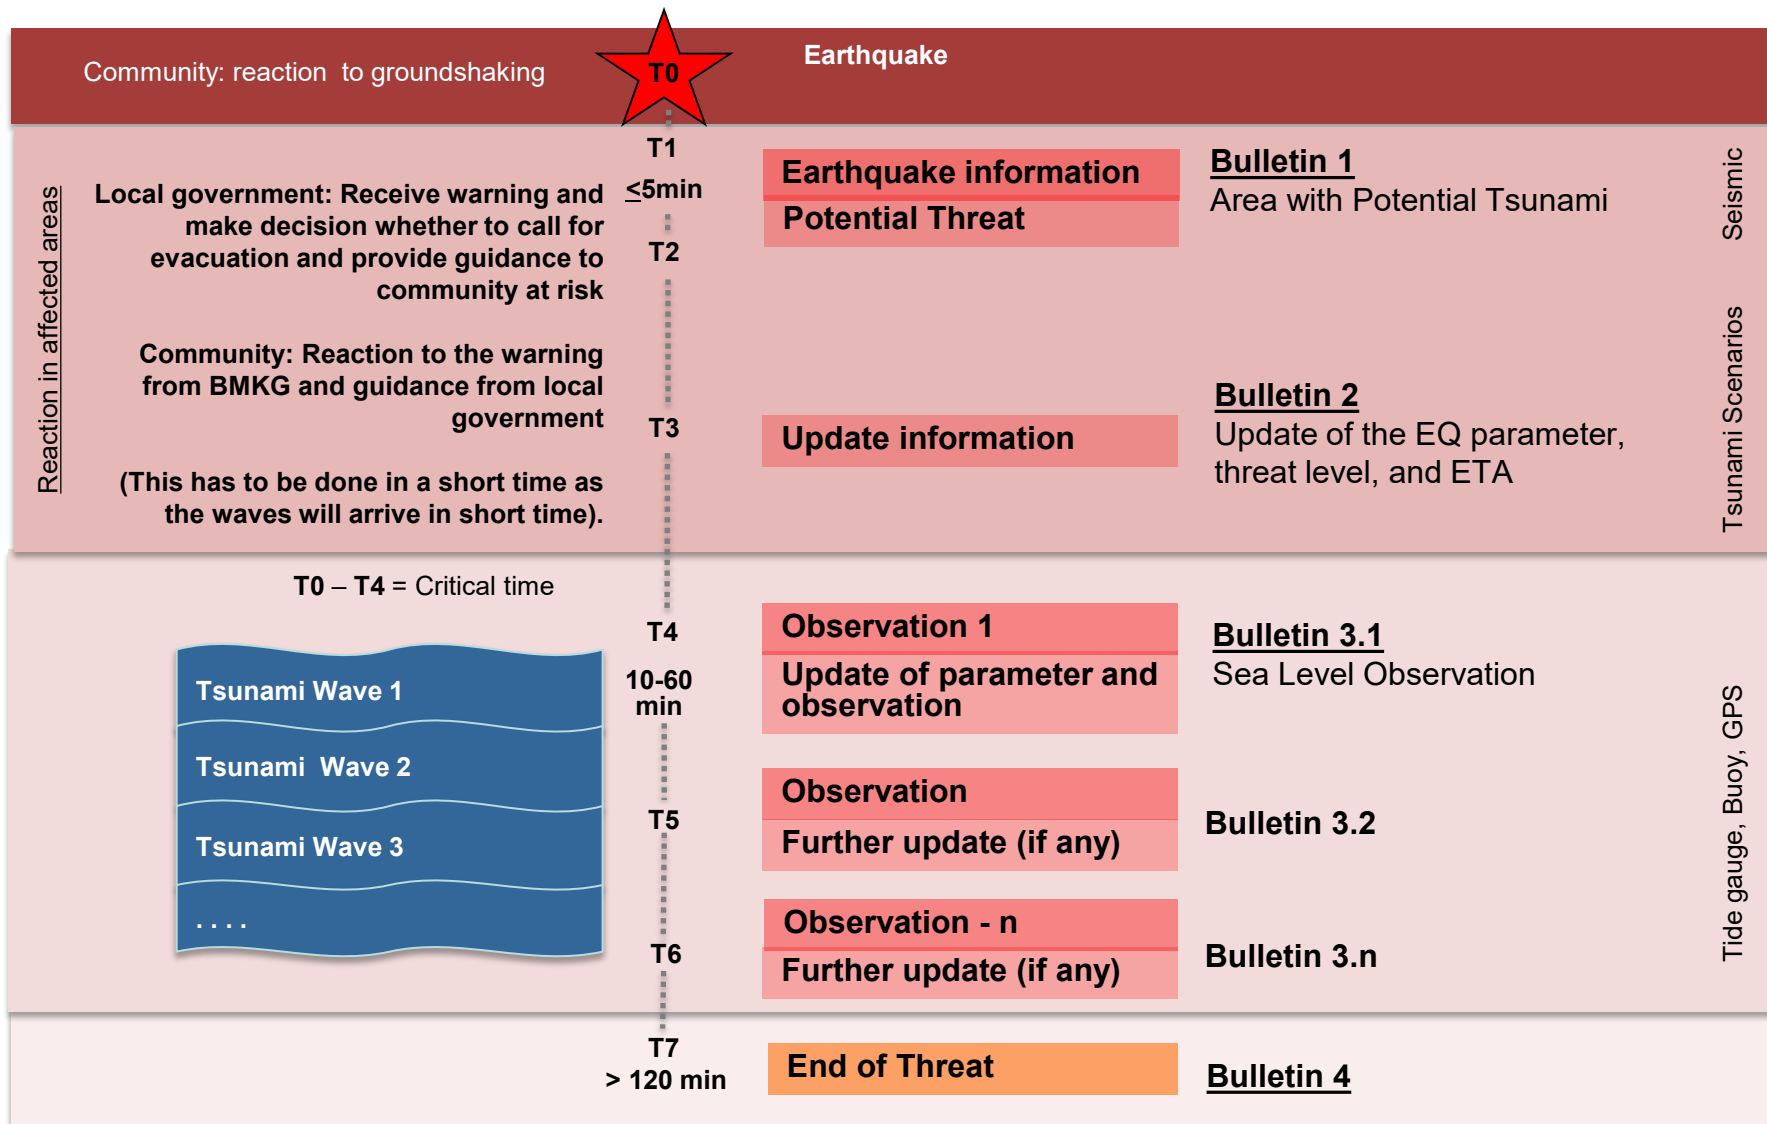 Earthquake
Community: reaction  to groundshaking
T0
T1
≤5min
Earthquake information
Potential Threat
Bulletin 1
Area with Potential Tsunami
Seismic
Reaction in affected areas
Local government: Receive warning and
make decision whether to call for
evacuation and provide guidance to
community at risk
T2
Community: Reaction to the warning
from BMKG and guidance from local
government
(This has to be done in a short time as
the waves will arrive in short time).
T3
Update information
Bulletin 2
Update of the EQ parameter,
threat level, and ETA
Tsunami Scenarios
T0 – T4 = Critical time
T4
10-60
min
Observation 1
Update of parameter and
observation
Bulletin 3.1
Sea Level Observation
Tsunami Wave 1
Tsunami  Wave 2
Tsunami Wave 3
. . . .
T5
Observation
Further update (if any)
Bulletin 3.2
Tide gauge, Buoy, GPS
T6
Observation - n
Further update (if any)
Bulletin 3.n
T7
> 120 min
End of Threat
Bulletin 4